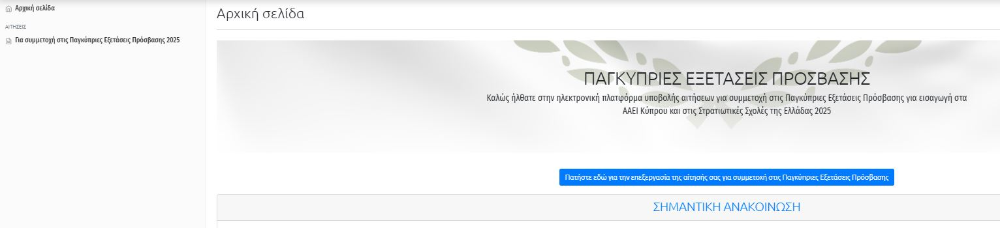 Αρχική σελίδα
ΑΙΤΗΣΕΙΣ
Για συμμετοχή στις Παγκύπριες Εξετάσεις Πρόσβασης 2025
Αρχική σελίδα
ΠΑΓΚΥΠΡΙΕΣ ΕΞΕΤΑΣΕΙΣ ΠΡΟΣΒΑΣΗΣ
Καλώς ήλθατε στην ηλεκτρονική πλατφόρμα υποβολής αιτήσεων για συμμετοχή στις Παγκύπριες Εξετάσεις Πρόσβασης για εισαγωγή στα
ΑΑΕΙ Κύπρου και στις Στρατιωτικές Σχολές της Ελλάδας 2025
Πατήστε εδώ για την επεξεργασία της αίτησής σας για συμμετοχή στις Παγκύπριες Εξετάσεις Πρόσβασης
ΣΗΜΑΝΤΙΚΗ ΑΝΑΚΟΙΝΩΣΗ